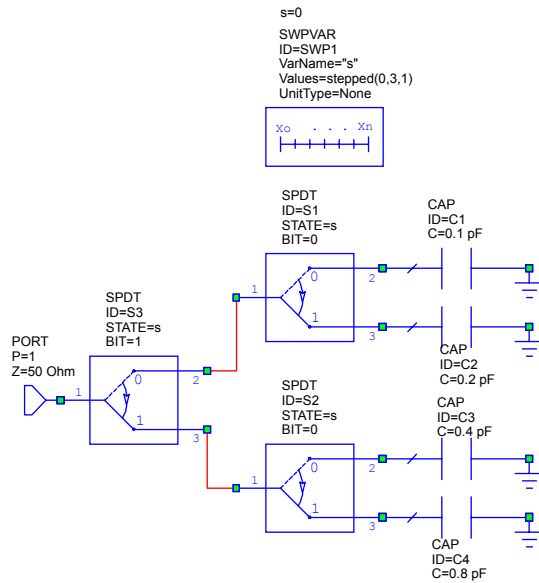 s=0
SWPVAR
ID=SWP1
VarName="s"
Values=stepped(0,3,1)
UnitType=None
Xo . . . Xn
SPDT
ID=S1
STATE=s
BIT=0
1
0
1
2
3
CAP
ID=C1
C=0.1 pF
CAP
ID=C2
C=0.2 pF
SPDT
ID=S3
STATE=s
BIT=1
1
0
1
2
3
PORT
P=1
Z=50 Ohm
SPDT
ID=S2
STATE=s
BIT=0
1
0
1
2
3
CAP
ID=C3
C=0.4 pF
CAP
ID=C4
C=0.8 pF